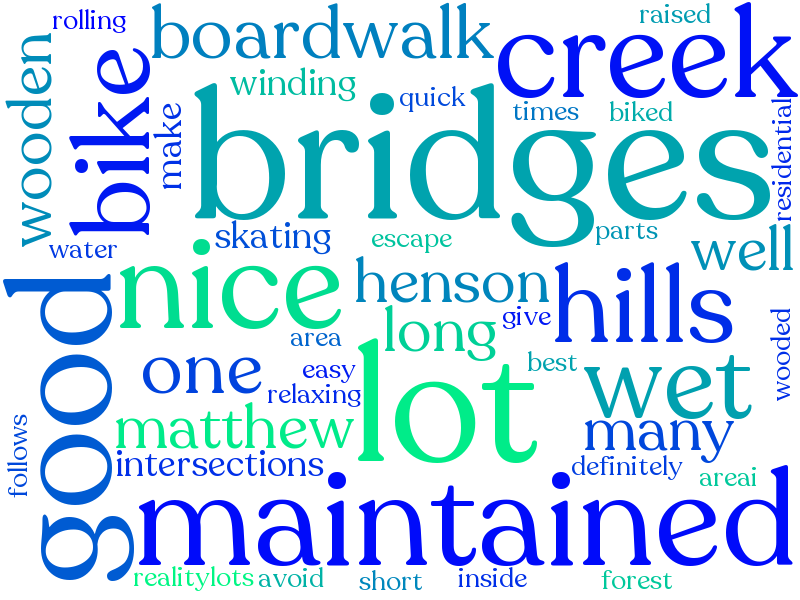 rolling
boardwalk
raised
creek
wooden
bike
winding
quick
times
biked
make
bridges
residential
water
skating
escape
parts
well
good
nice
henson
hills
long
give
area
one
easy
best
wooded
relaxing
lot
wet
matthew
many
follows
intersections
definitely
areai
maintained
realitylots
avoid
short
inside
forest